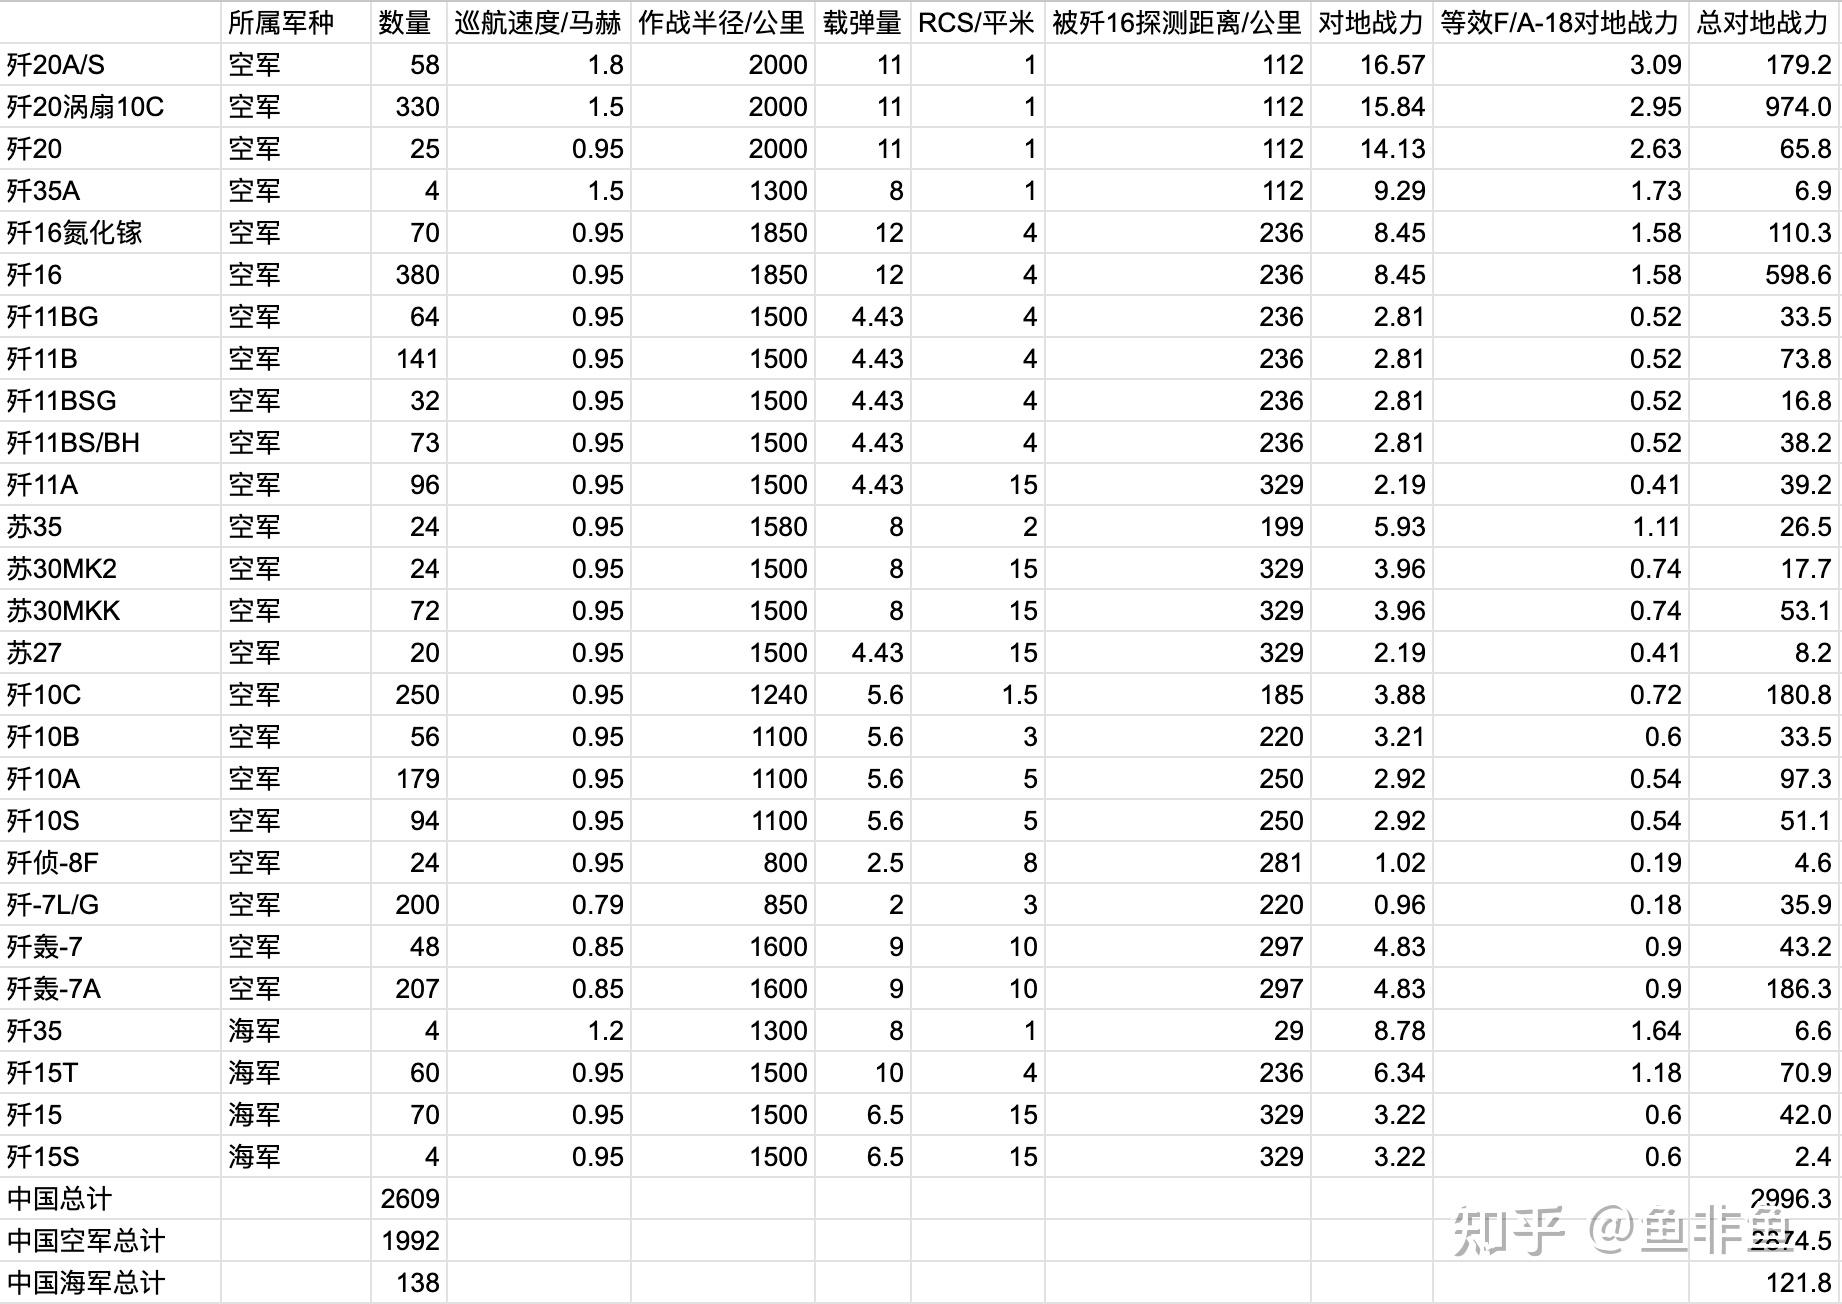 所属军种 数量 巡航速度/马赫 作战半径/公里 载弹量 RCS/平米 被歼16探测距离/公里 对地战力 等效F/A-18对地战力 总对地战力
歼20A/S 空军 58 1.8 2000 11 1 112 16.57 3.09 179.2
歼20涡扇10C 空军 330 1.5 2000 11 1 112 15.84 2.95 974.0
歼20 空军 25 0.95 2000 11 1 112 14.13 2.63 65.8
歼35A 空军 4 1.5 1300 8 1 112 9.29 1.73 6.9
歼16氮化镓 空军 70 0.95 1850 12 4 236 8.45 1.58 110.3
歼16 空军 380 0.95 1850 12 4 236 8.45 1.58 598.6
歼11BG 空军 64 0.95 1500 4.43 4 236 2.81 0.52 33.5
歼11B 空军 141 0.95 1500 4.43 4 236 2.81 0.52 73.8
歼11BSG 空军 32 0.95 1500 4.43 4 236 2.81 0.52 16.8
歼11BS/BH 空军 73 0.95 1500 4.43 4 236 2.81 0.52 38.2
歼11A 空军 96 0.95 1500 4.43 15 329 2.19 0.41 39.2
苏35 空军 24 0.95 1580 8 2 199 5.93 1.11 26.5
苏30MK2 空军 24 0.95 1500 8 15 329 3.96 0.74 17.7
苏30MKK 空军 72 0.95 1500 8 15 329 3.96 0.74 53.1
苏27 空军 20 0.95 1500 4.43 15 329 2.19 0.41 8.2
歼10C 空军 250 0.95 1240 5.6 1.5 185 3.88 0.72 180.8
歼10B 空军 56 0.95 1100 5.6 3 220 3.21 0.6 33.5
歼10A 空军 179 0.95 1100 5.6 5 250 2.92 0.54 97.3
歼10S 空军 94 0.95 1100 5.6 5 250 2.92 0.54 51.1
歼侦-8F 空军 24 0.95 800 2.5 8 281 1.02 0.19 4.6
歼-7L/G 空军 200 0.79 850 2 3 220 0.96 0.18 35.9
歼轰-7 空军 48 0.85 1600 9 10 297 4.83 0.9 43.2
歼轰-7A 空军 207 0.85 1600 9 10 297 4.83 0.9 186.3
歼35 海军 4 1.2 1300 8 1 29 8.78 1.64 6.6
歼15T 海军 60 0.95 1500 10 4 236 6.34 1.18 70.9
歼15 海军 70 0.95 1500 6.5 15 329 3.22 0.6 42.0
歼15S 海军 4 0.95 1500 6.5 15 329 3.22 0.6 2.4
中国总计 2609 2996.3
中国空军总计 1992 2874.5
中国海军总计 138 121.8
知乎 @鱼非鱼